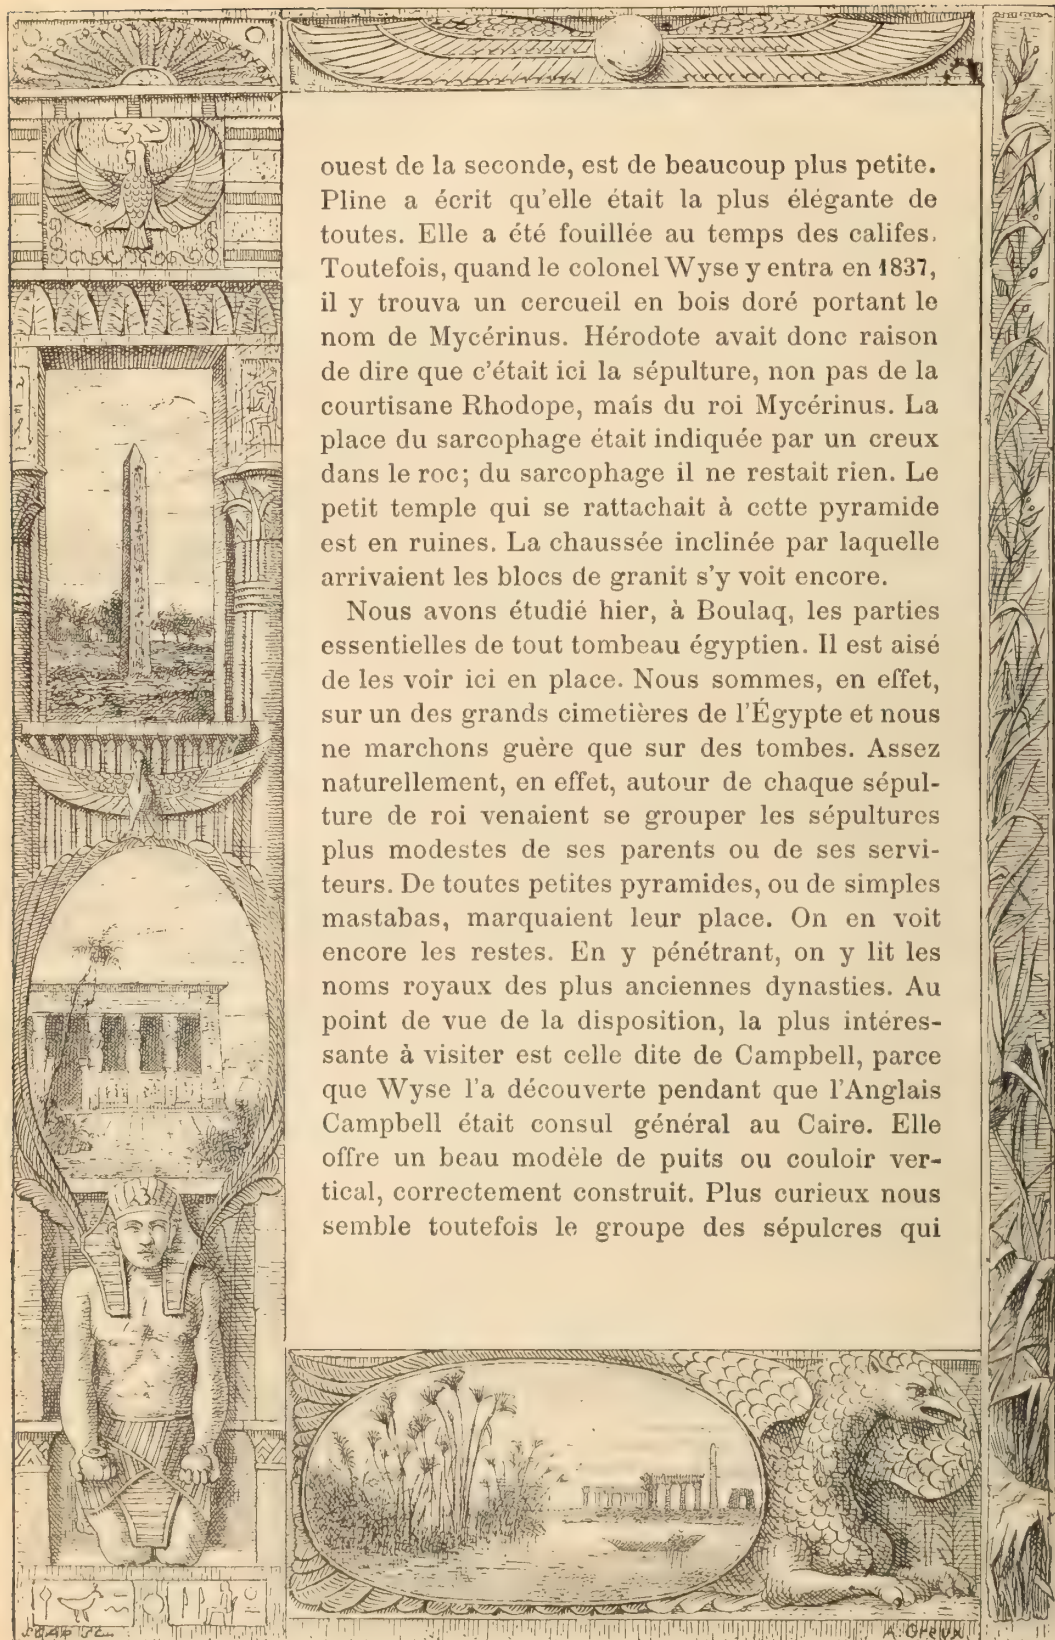 ouest de la seconde, est de beaucoup plus petite.
Pline a écrit qu'elle était la plus élégante de
toutes. Elle a été fouillée au temps des califes.
Toutefois, quand le colonel Wyse y entra en 1837,
il y trouva un cercueil en bois doré portant le
nom de Mycérinus. Hérodote avait donc raison
de dire que c'était ici la sépulture, non pas de la
courtisane Rhodope, mais du roi Mycérinus. La
place du sarcophage était indiquée par un creux
dans le roc; du sarcophage il ne restait rien. Le
petit temple qui se rattachait à cette pyramide
est en ruines. La chaussée inclinée par laquelle
arrivaient les blocs de granit s'y voit encore.
Nous avons étudié hier, à Boulaq, les parties
essentielles de tout tombeau égyptien. Il est aisé
de les voir ici en place. Nous sommes, en effet,
sur un des grands cimetières de l'Égypte et nous
ne marchons guère que sur des tombes. Assez
naturellement, en effet, autour de chaque sépul-
ture de roi venaient se grouper les sépultures
plus modestes de ses parents ou de ses servi-
teurs. De toutes petites pyramides, ou de simples
mastabas, marquaient leur place. On en voit
encore les restes. En y pénétrant, on y lit les
noms royaux des plus anciennes dynasties. Au
point de vue de la disposition, la plus intéres-
sante à visiter est celle dite de Campbell, parce
que Wyse l'a découverte pendant que l'Anglais
Campbell était consul général au Caire. Elle
offre un beau modèle de puits ou couloir ver-
tical, correctement construit. Plus curieux nous
semble toutefois le groupe des sépulcres qui
A. Greux